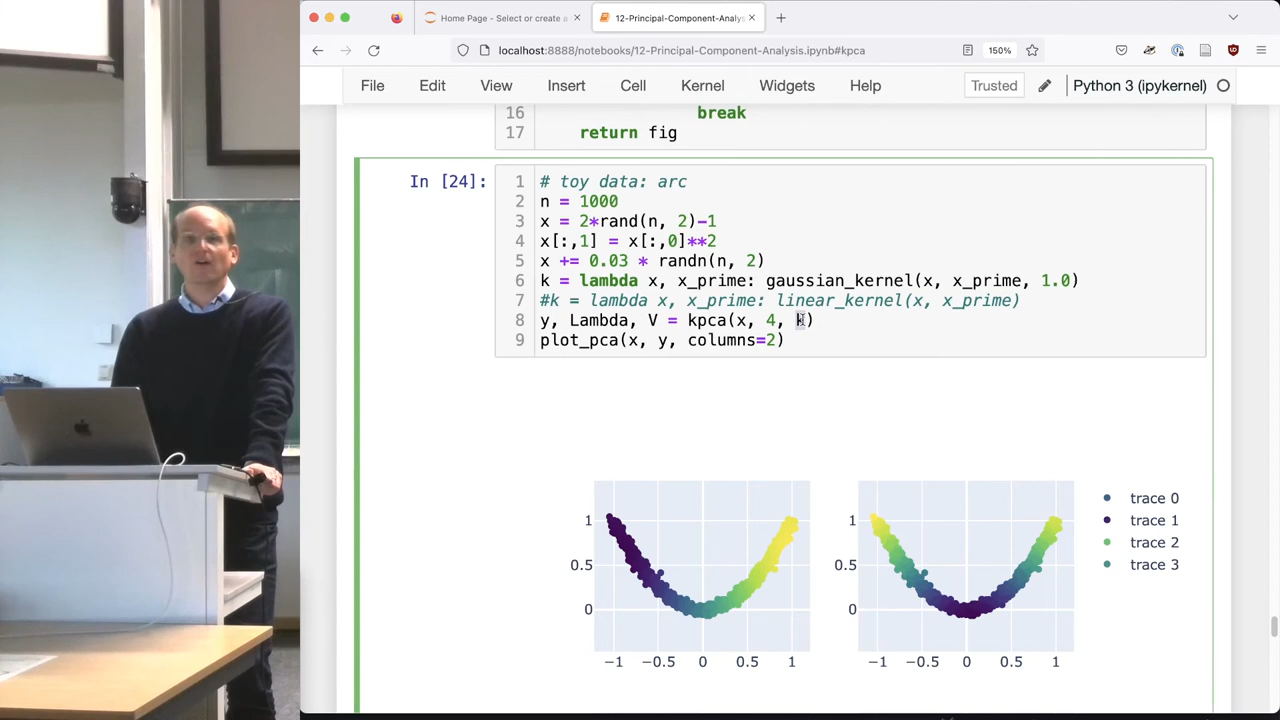 Home Page - Select or create a
12-Principal-Component-Analys
localhost:8888/notebooks/12-Principal-Component-Analysis.ipynb#kpca
150%
File Edit View Insert Cell Kernel Widgets Help
Trusted
Python 3 (ipykernel)
16 break
17 return fig
In [24]:
1 # toy data: arc
2 n = 1000
3 x = 2*rand(n, 2)-1
4 x[:,1] = x[:,0]**2
5 x += 0.03 * randn(n, 2)
6 k = lambda x, x_prime: gaussian_kernel(x, x_prime, 1.0)
7 #k = lambda x, x_prime: linear_kernel(x, x_prime)
8 y, Lambda, V = kpca(x, 4, k)
9 plot_pca(x, y, columns=2)
1
0.5
0
−1 −0.5 0 0.5 1
1
0.5
0
−1 −0.5 0 0.5 1
trace 0
trace 1
trace 2
trace 3